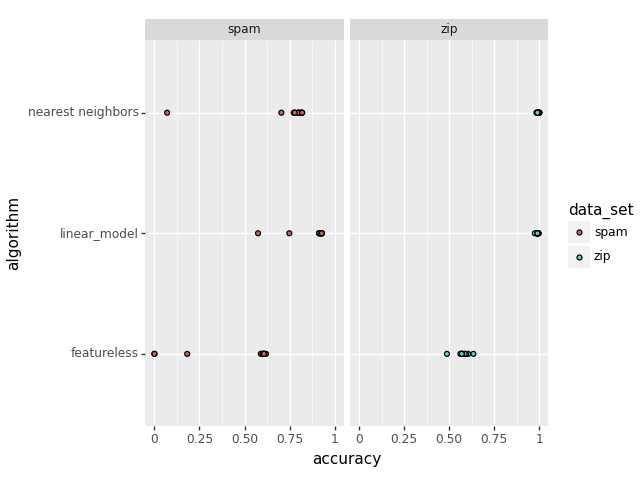 spam zip
nearest neighbors
linear_model
featureless
algorithm
0 0.25 0.50 0.75 1 0 0.25 0.50 0.75 1
accuracy
data_set
spam
zip